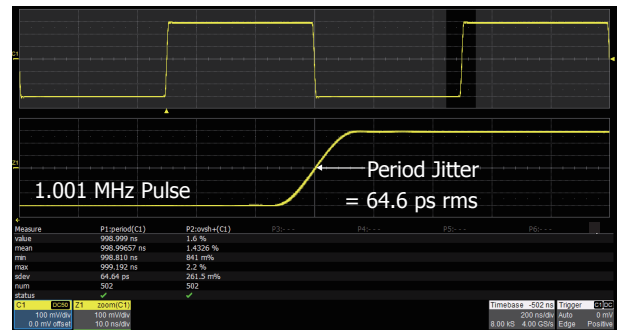 C1
Z1
Period Jitter
1.001 MHz Pulse
= 64.6 ps rms
Measure P1:period(C1) P2:ovsh+(C1) P3:- - - P4:- - - P5:- - - P6:- - -
value 998.999 ns 1.6 %
mean 998.99657 ns 1.4326 %
min 998.810 ns 841 m%
max 999.192 ns 2.2 %
sdev 64.64 ps 261.5 m%
num 502 502
status ✓ ✓
C1 DC50 Z1 zoom(C1) Timebase -502 ns Trigger C1 DC
100 mV/div 100 mV/div 200 ns/div Auto 0 mV
0.0 mV offset 10.0 ns/div 8.00 kS 4.00 GS/s Edge Positive